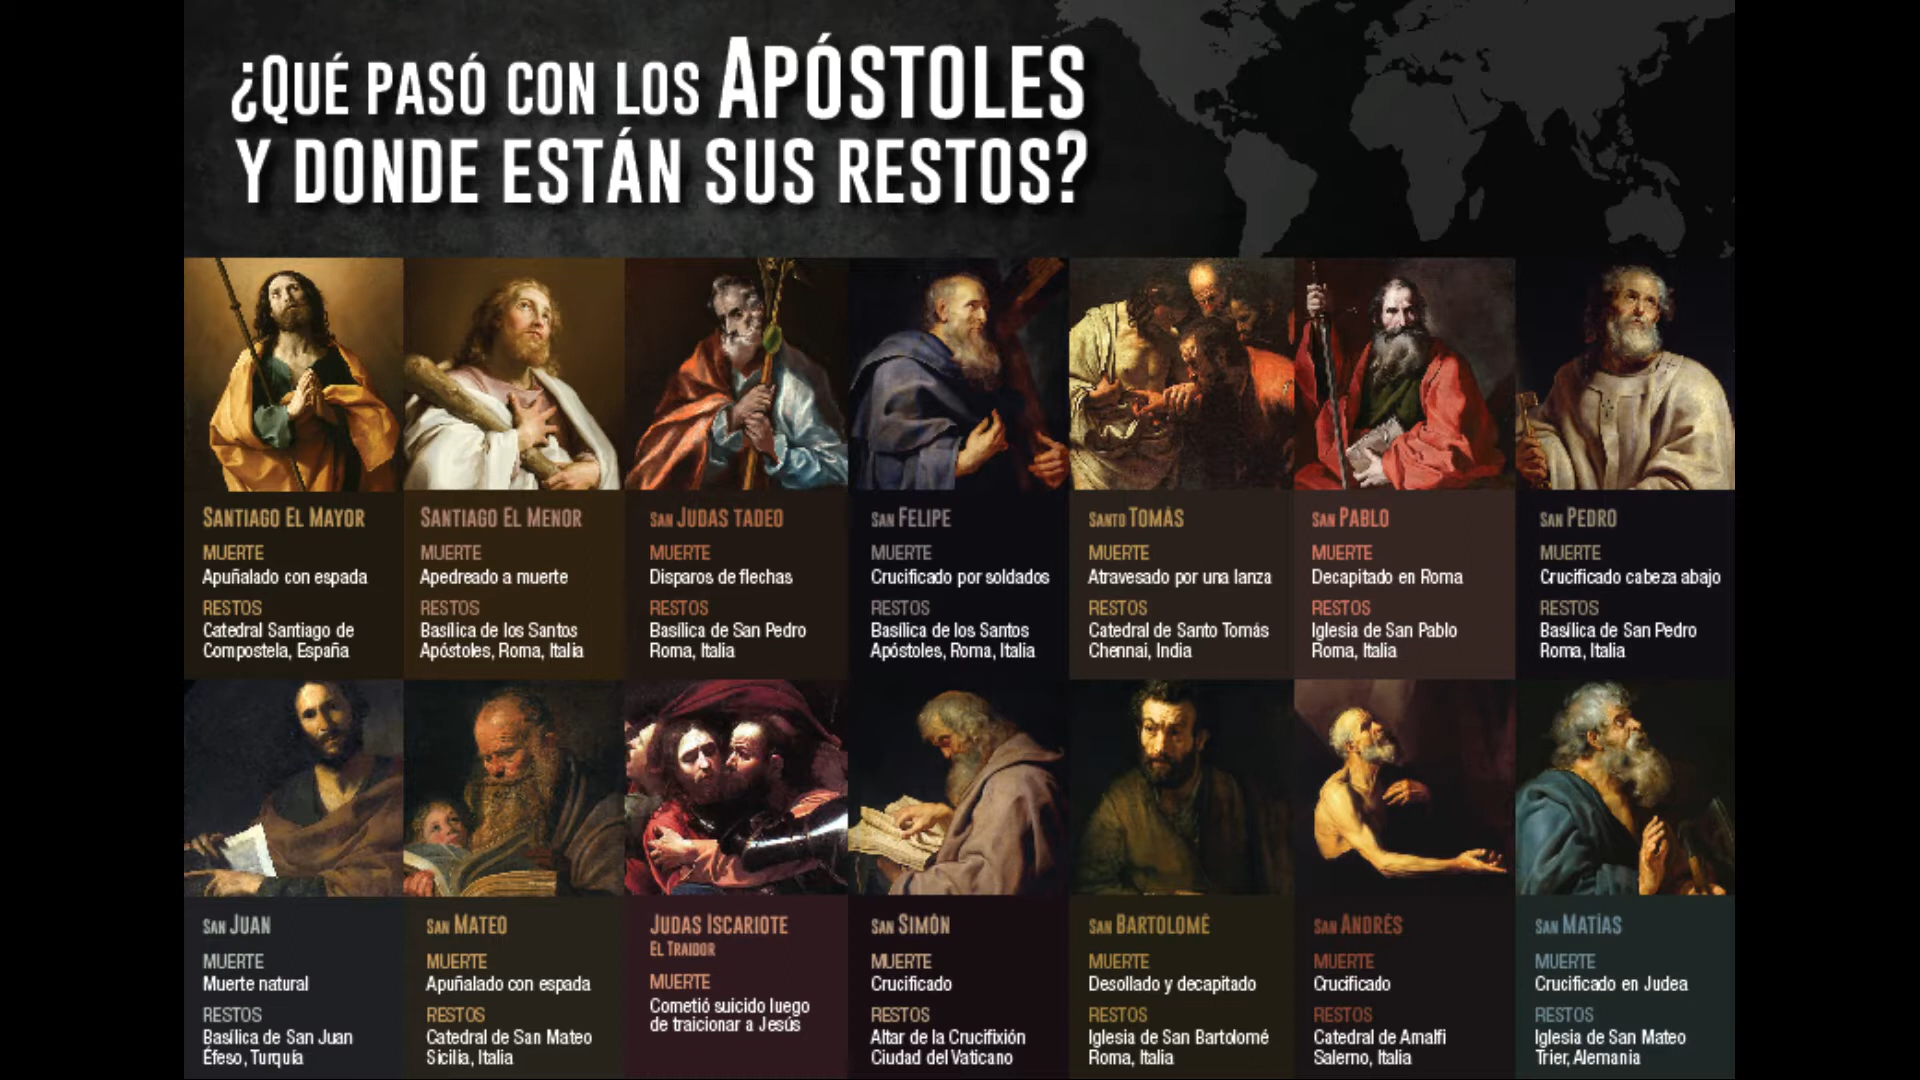 ¿QUÉ PASÓ CON LOS APÓSTOLES
Y DONDE ESTÁN SUS RESTOS?
SANTIAGO EL MAYOR
MUERTE
Apuñalado con espada
RESTOS
Catedral Santiago de
Compostela, España
SANTIAGO EL MENOR
MUERTE
Apedreado a muerte
RESTOS
Basílica de los Santos
Apóstoles, Roma, Italia
SAN JUDAS TADEO
MUERTE
Disparos de flechas
RESTOS
Basílica de San Pedro
Roma, Italia
SAN FELIPE
MUERTE
Crucificado por soldados
RESTOS
Basílica de los Santos
Apóstoles, Roma, Italia
SANTO TOMÁS
MUERTE
Atravesado por una lanza
RESTOS
Catedral de Santo Tomás
Chennai, India
SAN PABLO
MUERTE
Decapitado en Roma
RESTOS
Iglesia de San Pablo
Roma, Italia
SAN PEDRO
MUERTE
Crucificado cabeza abajo
RESTOS
Basílica de San Pedro
Roma, Italia
SAN JUAN
MUERTE
Muerte natural
RESTOS
Basílica de San Juan
Éfeso, Turquía
SAN MATEO
MUERTE
Apuñalado con espada
RESTOS
Catedral de San Mateo
Sicilia, Italia
JUDAS ISCARIOTE
EL TRAIDOR
MUERTE
Cometió suicido luego
de traicionar a Jesús
SAN SIMÓN
MUERTE
Crucificado
RESTOS
Altar de la Crucifixión
Ciudad del Vaticano
SAN BARTOLOMÉ
MUERTE
Desollado y decapitado
RESTOS
Iglesia de San Bartolomé
Roma, Italia
SAN ANDRÉS
MUERTE
Crucificado
RESTOS
Catedral de Amalfi
Salerno, Italia
SAN MATÍAS
MUERTE
Crucificado en Judea
RESTOS
Iglesia de San Mateo
Trier, Alemania